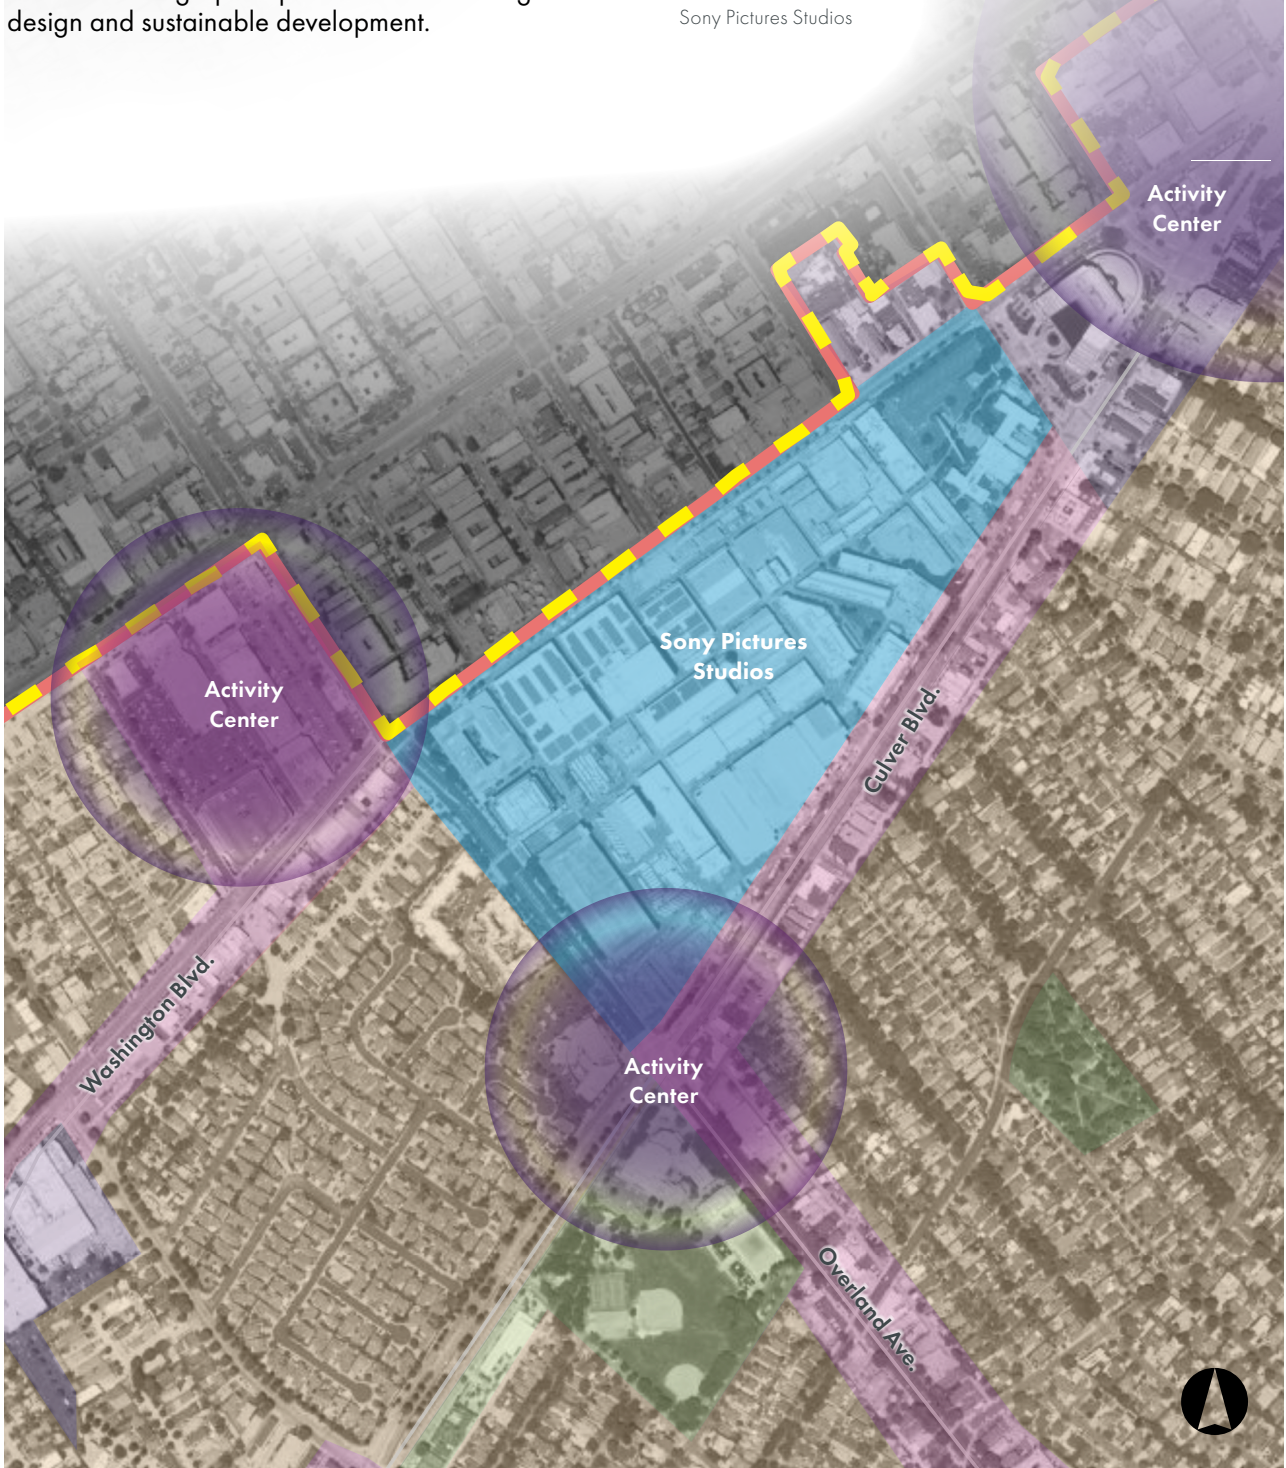 design and sustainable development.
Sony Pictures Studios
Activity
Center
Sony Pictures
Studios
Activity
Center
Culver Blvd.
Washington Blvd.
Activity
Center
Overland Ave.